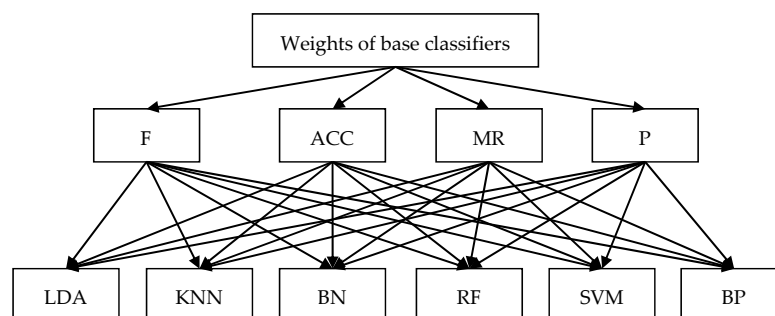 Weights of base classifiers
F
ACC
MR
P
LDA
KNN
BN
RF
SVM
BP